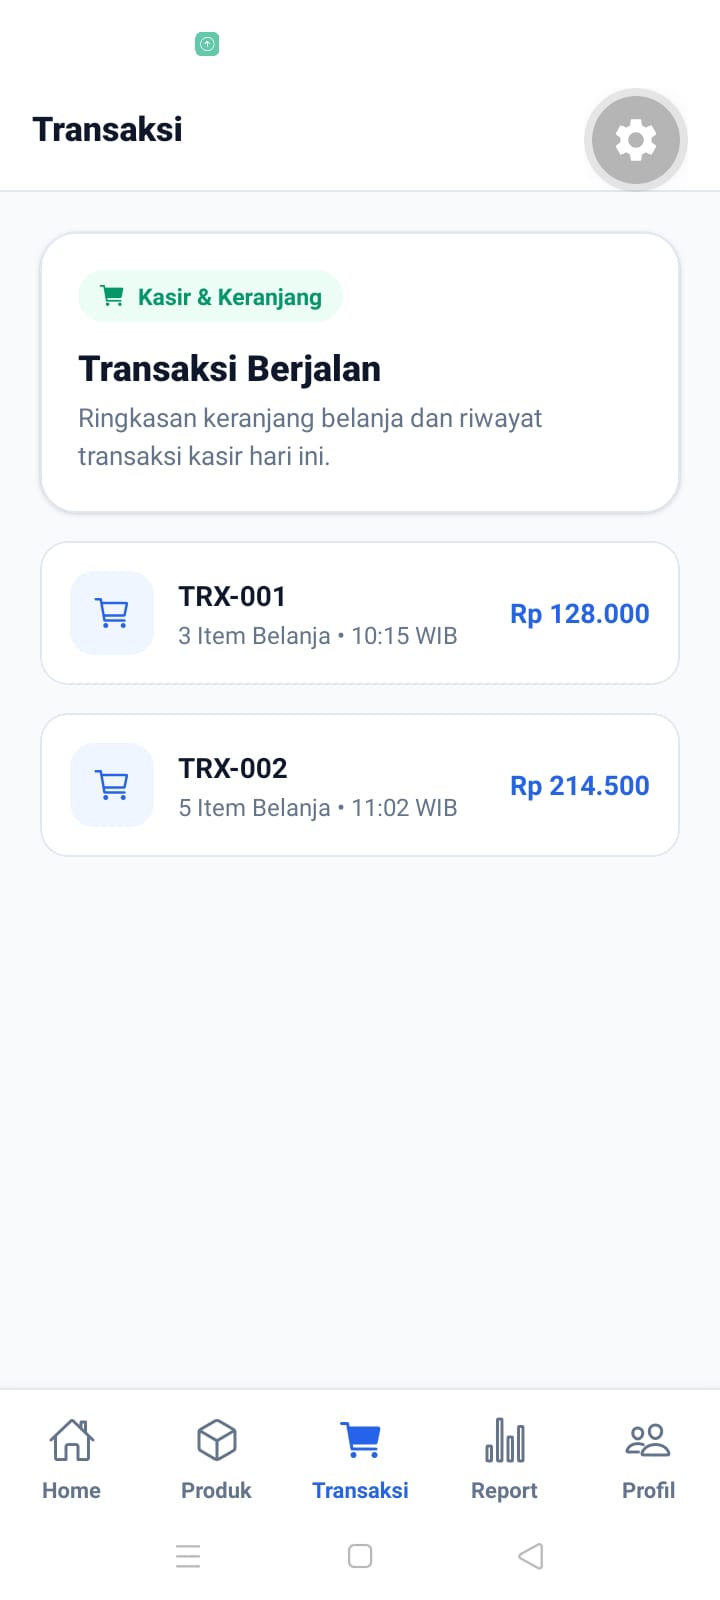 Transaksi
Kasir & Keranjang
Transaksi Berjalan
Ringkasan keranjang belanja dan riwayat
transaksi kasir hari ini.
TRX-001
3 Item Belanja • 10:15 WIB
Rp 128.000
TRX-002
5 Item Belanja • 11:02 WIB
Rp 214.500
Home
Produk
Transaksi
Report
Profil